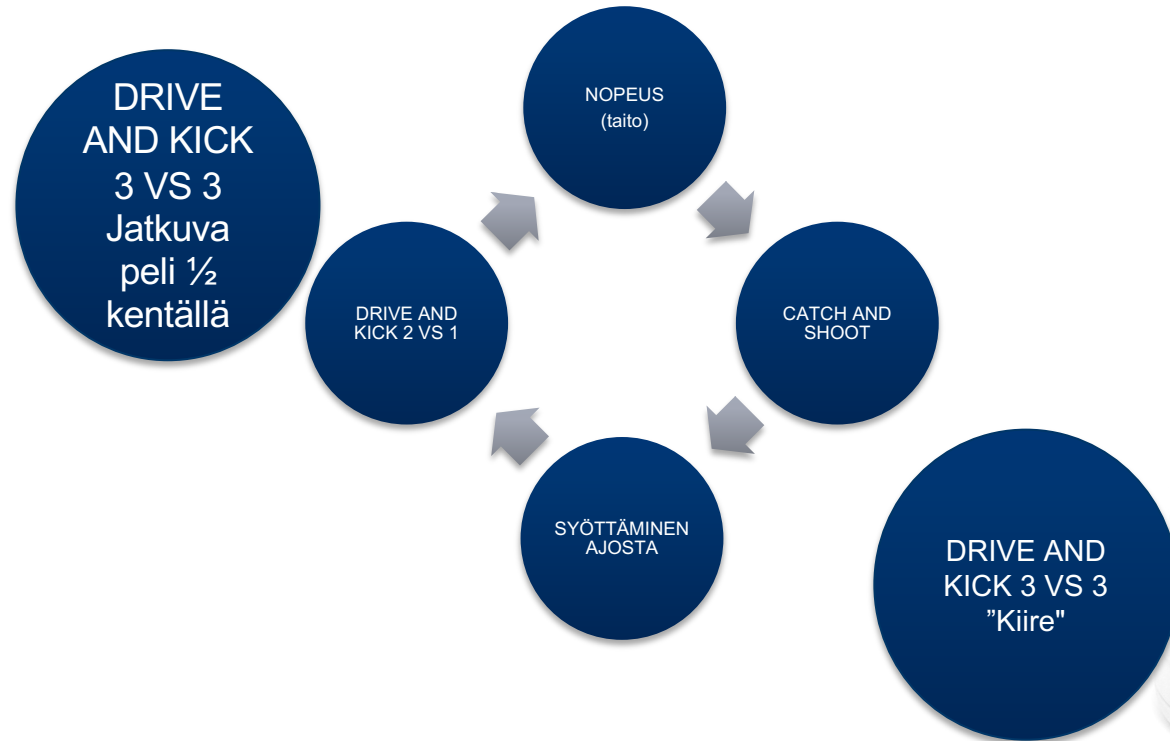 DRIVE
AND KICK
3 VS 3
Jatkuva
peli ½
kentällä
NOPEUS
(taito)
DRIVE AND
KICK 2 VS 1
CATCH AND
SHOOT
SYÖTTÄMINEN
AJOSTA
DRIVE AND
KICK 3 VS 3
”Kiire"